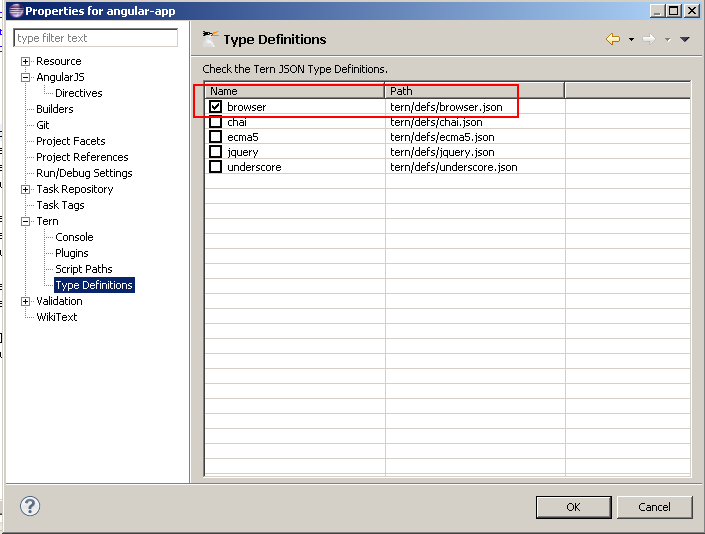 Properties for angular-app
type filter text
Type Definitions
Resource
AngularJS
Directives
Builders
Git
Project Facets
Project References
Run/Debug Settings
Task Repository
Task Tags
Tern
Console
Plugins
Script Paths
Type Definitions
Validation
WikiText
Check the Tern JSON Type Definitions.
Name Path
browser tern/defs/browser.json
chai tern/defs/chai.json
ecma5 tern/defs/ecma5.json
jquery tern/defs/jquery.json
underscore tern/defs/underscore.json
?
OK Cancel